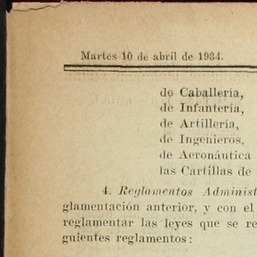 Martes 10 de abril de 1934.
de Caballería,
de Infantería,
de Artillería,
de Ingenieros,
de Aeronáutica
las Cartillas de
4. Reglamentos Administ
glamentación anterior, y con el
reglamentar las leyes que se re
guientes reglamentos: